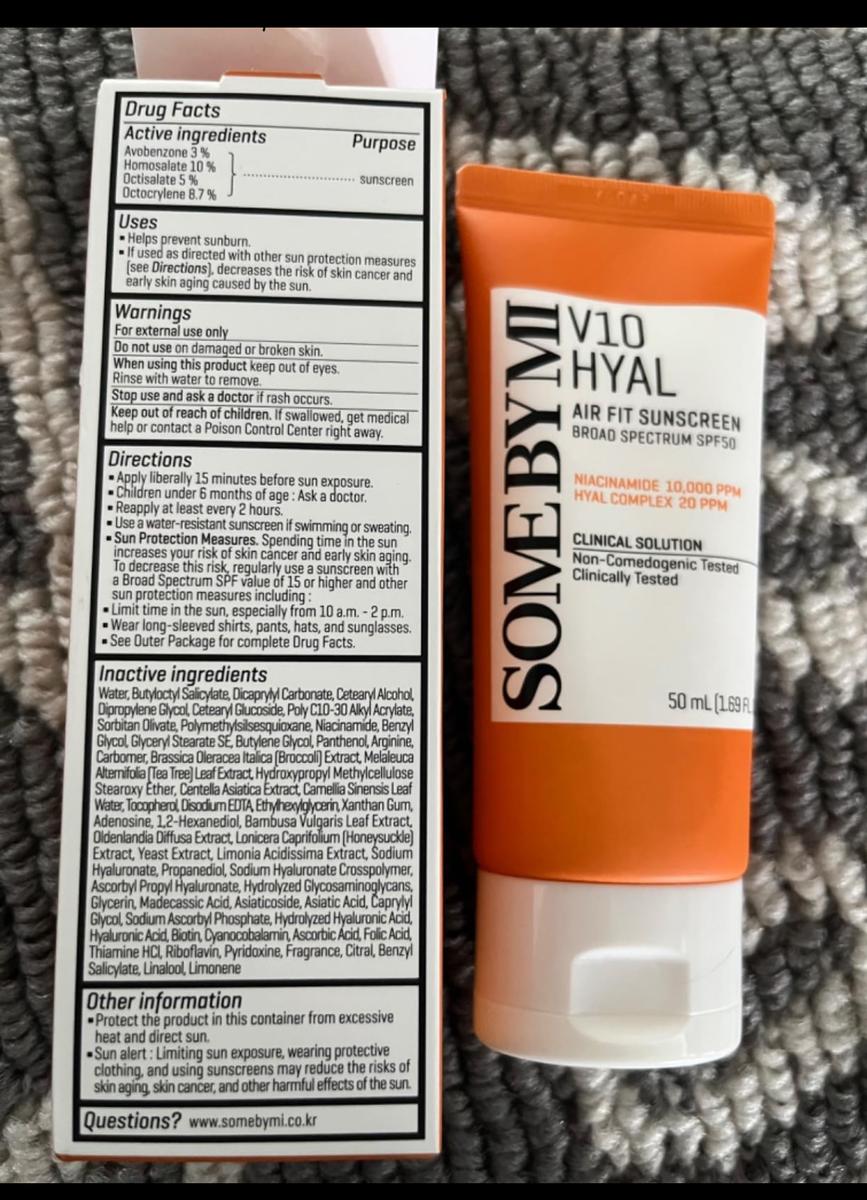 Drug Facts
Active ingredients Purpose
Avobenzone 3 %
Homosalate 10 %
Octisalate 5 %
Octocrylene 8.7 %
sunscreen
Uses
▪ Helps prevent sunburn.
▪ If used as directed with other sun protection measures
(see Directions), decreases the risk of skin cancer and
early skin aging caused by the sun.
Warnings
For external use only
Do not use on damaged or broken skin.
When using this product keep out of eyes.
Rinse with water to remove.
Stop use and ask a doctor if rash occurs.
Keep out of reach of children. If swallowed, get medical
help or contact a Poison Control Center right away.
Directions
▪ Apply liberally 15 minutes before sun exposure.
▪ Children under 6 months of age : Ask a doctor.
▪ Reapply at least every 2 hours.
▪ Use a water-resistant sunscreen if swimming or sweating.
▪ Sun Protection Measures. Spending time in the sun
increases your risk of skin cancer and early skin aging.
To decrease this risk, regularly use a sunscreen with
a Broad Spectrum SPF value of 15 or higher and other
sun protection measures including :
▪ Limit time in the sun, especially from 10 a.m. - 2 p.m.
▪ Wear long-sleeved shirts, pants, hats, and sunglasses.
▪ See Outer Package for complete Drug Facts.
Inactive ingredients
Water, Butyloctyl Salicylate, Dicaprylyl Carbonate, Cetearyl Alcohol,
Dipropylene Glycol, Cetearyl Glucoside, Poly C10-30 Alkyl Acrylate,
Sorbitan Olivate, Polymethylsilsesquioxane, Niacinamide, Benzyl
Glycol, Glyceryl Stearate SE, Butylene Glycol, Panthenol, Arginine,
Carbomer, Brassica Oleracea Italica (Broccoli) Extract, Melaleuca
Alternifolia (Tea Tree) Leaf Extract, Hydroxypropyl Methylcellulose
Stearoxy Ether, Centella Asiatica Extract, Camellia Sinensis Leaf
Water, Tocopherol, Disodium EDTA, Ethylhexylglycerin, Xanthan Gum,
Adenosine, 1,2-Hexanediol, Bambusa Vulgaris Leaf Extract,
Oldenlandia Diffusa Extract, Lonicera Caprifolium (Honeysuckle)
Extract, Yeast Extract, Limonia Acidissima Extract, Sodium
Hyaluronate, Propanediol, Sodium Hyaluronate Crosspolymer,
Ascorbyl Propyl Hyaluronate, Hydrolyzed Glycosaminoglycans,
Glycerin, Madecassic Acid, Asiaticoside, Asiatic Acid, Caprylyl
Glycol, Sodium Ascorbyl Phosphate, Hydrolyzed Hyaluronic Acid,
Hyaluronic Acid, Biotin, Cyanocobalamin, Ascorbic Acid, Folic Acid,
Thiamine HCl, Riboflavin, Pyridoxine, Fragrance, Citral, Benzyl
Salicylate, Linalool, Limonene
Other information
▪ Protect the product in this container from excessive
heat and direct sun.
▪ Sun alert : Limiting sun exposure, wearing protective
clothing, and using sunscreens may reduce the risks of
skin aging, skin cancer, and other harmful effects of the sun.
Questions? www.somebymi.co.kr
SOME BY MI
V10
HYAL
AIR FIT SUNSCREEN
BROAD SPECTRUM SPF50
NIACINAMIDE 10,000 PPM
HYAL COMPLEX 20 PPM
CLINICAL SOLUTION
Non-Comedogenic Tested
Clinically Tested
50 mL (1.69 FL